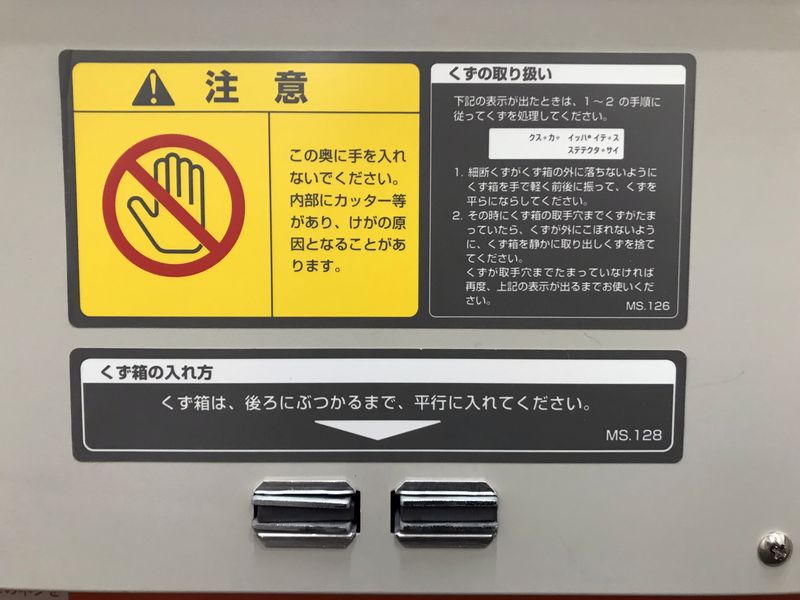 注 意
この奥に手を入れ
ないでください。
内部にカッター等
があり、けがの原
因となることがあ
ります。
くずの取り扱い
下記の表示が出たときは、1〜2 の手順に
従ってくずを処理してください。
クス゛カ゛ イッハ゜イテ゛ス
ステテクタ゛サイ
1. 細断くずがくず箱の外に落ちないように
くず箱を手で軽く前後に振って、くずを
平らにならしてください。
2. その時にくず箱の取手穴までくずがたま
っていたら、くずが外にこぼれないよう
に、くず箱を静かに取り出しくずを捨て
てください。
くずが取手穴までたまっていなければ
再度、上記の表示が出るまでお使いくだ
さい。
MS.126
くず箱の入れ方
くず箱は、後ろにぶつかるまで、平行に入れてください。
MS.128